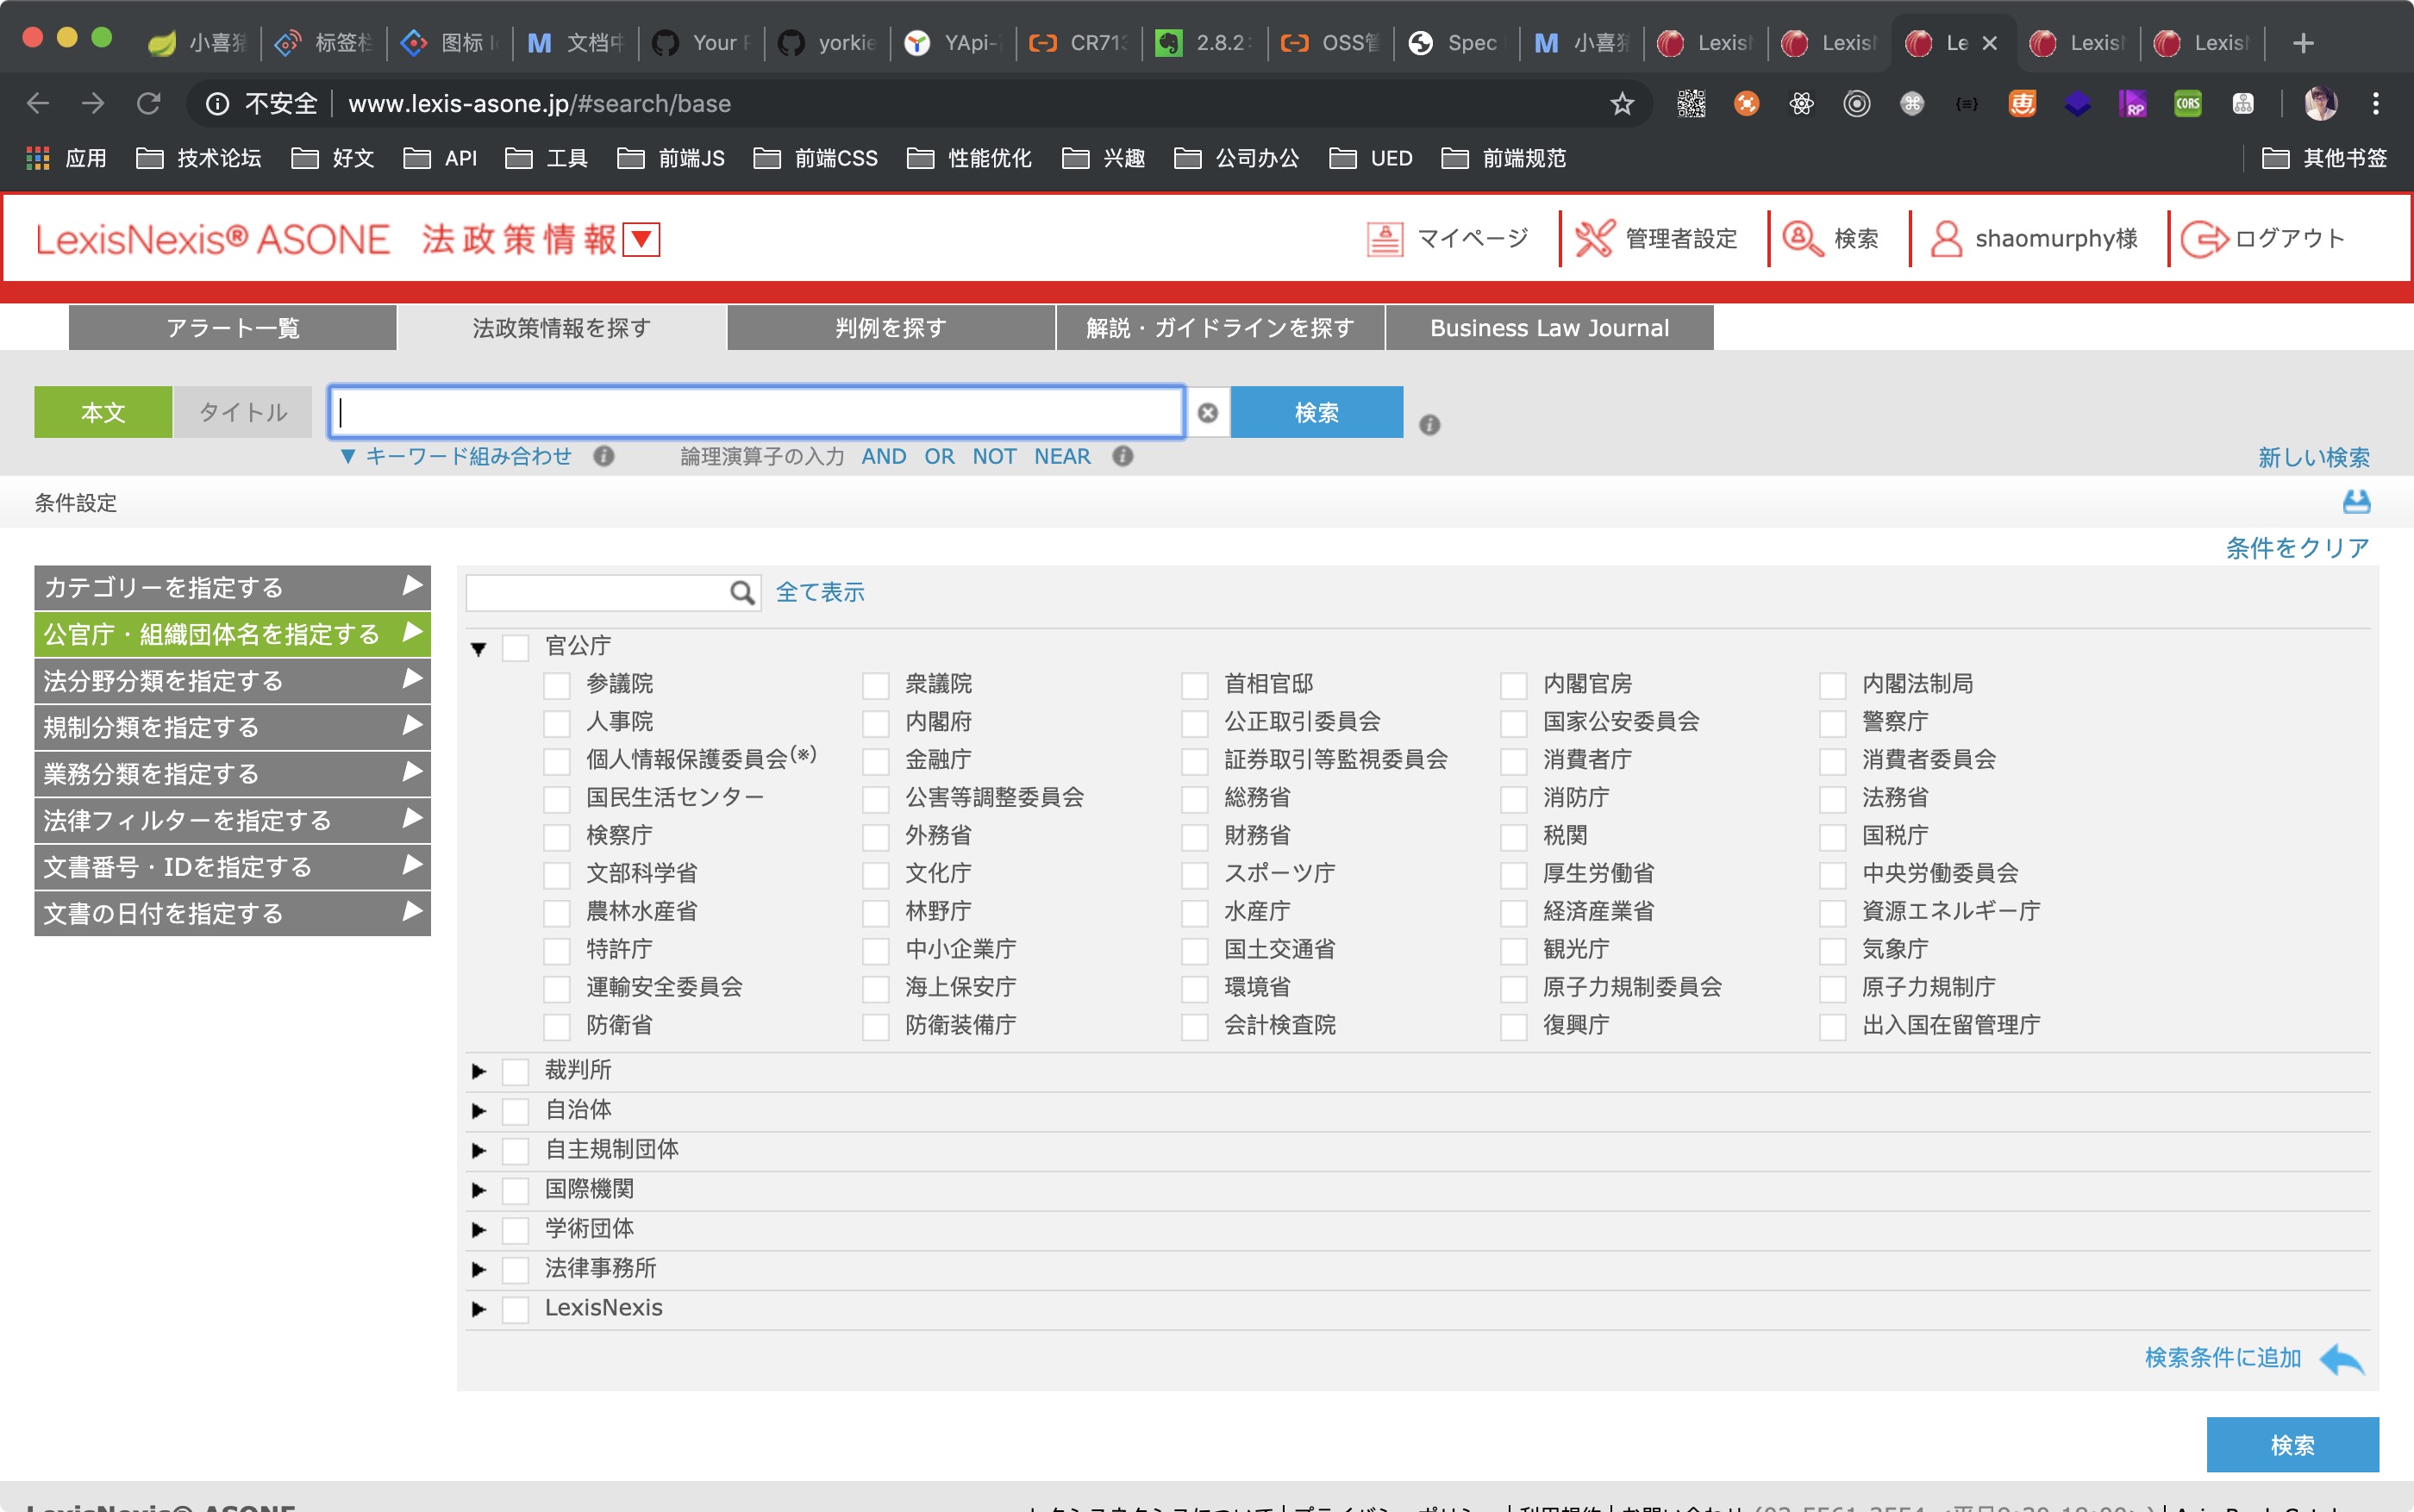 小喜 标签栏 图标 文档中 Your yorkie YApi- CR713 2.8.2 OSS管 Spec 小喜 Lexis Lexis Le Lexis Lexis
不安全 www.lexis-asone.jp/#search/base
应用 技术论坛 好文 API 工具 前端JS 前端CSS 性能优化 兴趣 公司办公 UED 前端规范 其他书签
LexisNexis® ASONE 法政策情報 マイページ 管理者設定 検索 shaomurphy様 ログアウト
アラート一覧 法政策情報を探す 判例を探す 解説・ガイドラインを探す Business Law Journal
本文 タイトル 検索
▼ キーワード組み合わせ 論理演算子の入力 AND OR NOT NEAR 新しい検索
条件設定
条件をクリア
カテゴリーを指定する
公官庁・組織団体名を指定する
法分野分類を指定する
規制分類を指定する
業務分類を指定する
法律フィルターを指定する
文書番号・IDを指定する
文書の日付を指定する
全て表示
官公庁
参議院 衆議院 首相官邸 内閣官房 内閣法制局
人事院 内閣府 公正取引委員会 国家公安委員会 警察庁
個人情報保護委員会(※) 金融庁 証券取引等監視委員会 消費者庁 消費者委員会
国民生活センター 公害等調整委員会 総務省 消防庁 法務省
検察庁 外務省 財務省 税関 国税庁
文部科学省 文化庁 スポーツ庁 厚生労働省 中央労働委員会
農林水産省 林野庁 水産庁 経済産業省 資源エネルギー庁
特許庁 中小企業庁 国土交通省 観光庁 気象庁
運輸安全委員会 海上保安庁 環境省 原子力規制委員会 原子力規制庁
防衛省 防衛装備庁 会計検査院 復興庁 出入国在留管理庁
裁判所
自治体
自主規制団体
国際機関
学術団体
法律事務所
LexisNexis
検索条件に追加
検索
LexisNexis® ASONE